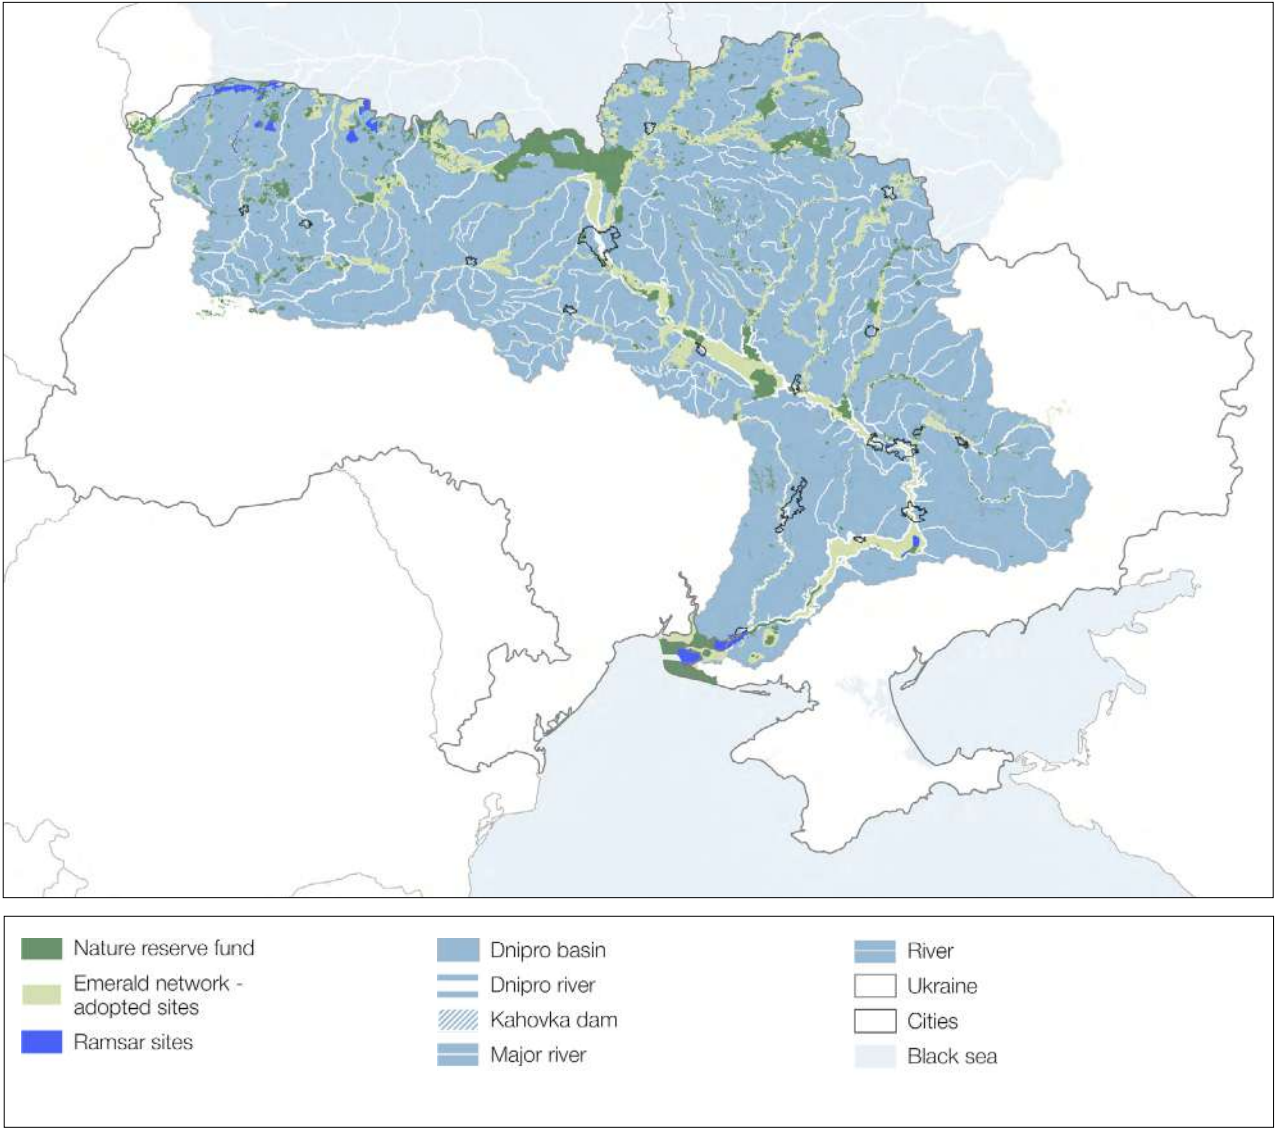 Nature reserve fund
Emerald network -
adopted sites
Ramsar sites
Dnipro basin
Dnipro river
Kahovka dam
Major river
River
Ukraine
Cities
Black sea